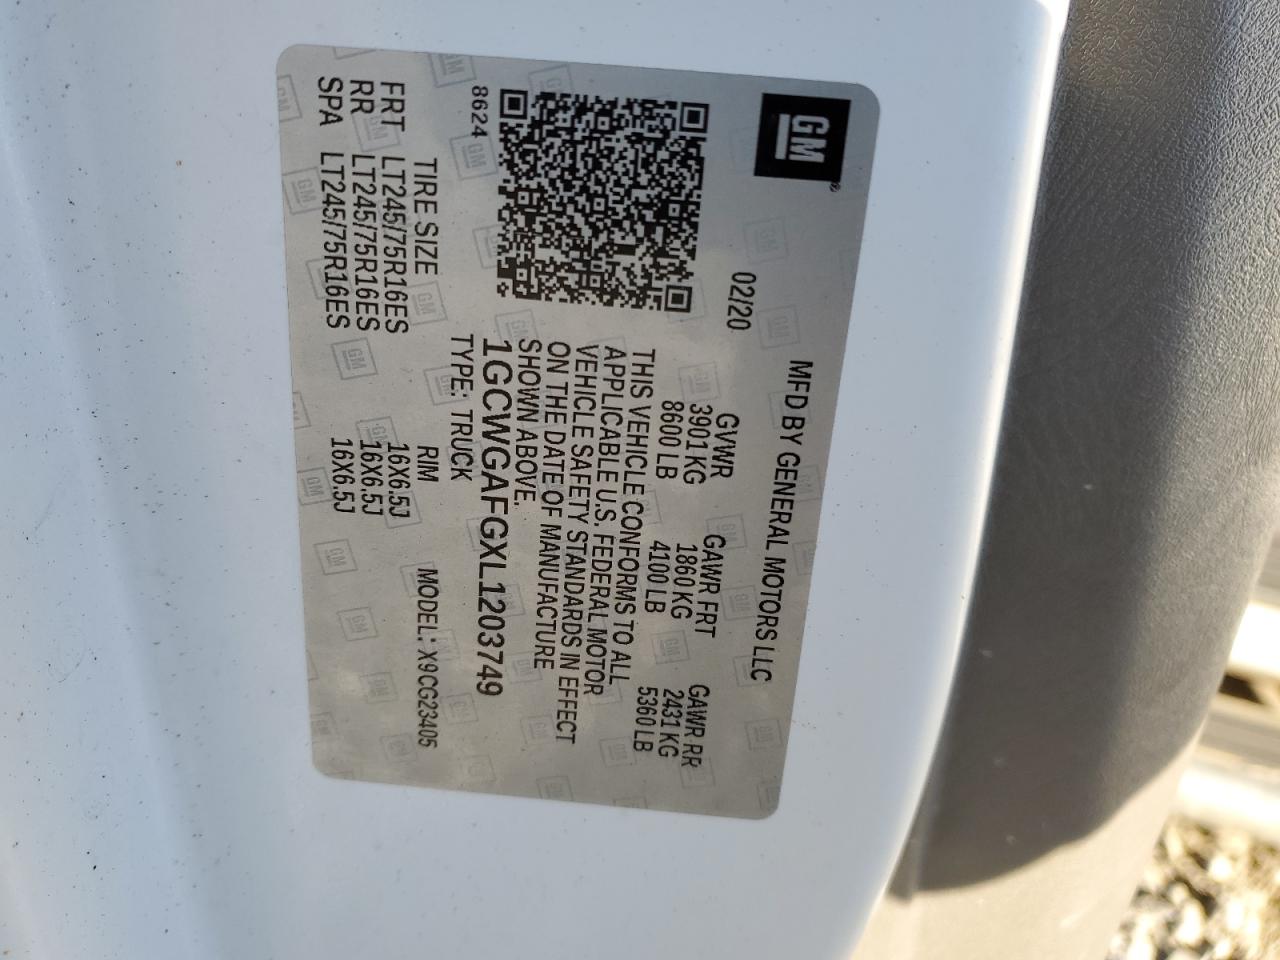 GM
®
MFD BY GENERAL MOTORS LLC
02/20
GVWR GAWR FRT GAWR RR
3901 KG 1860 KG 2431 KG
8600 LB 4100 LB 5360 LB
THIS VEHICLE CONFORMS TO ALL
APPLICABLE U.S. FEDERAL MOTOR
VEHICLE SAFETY STANDARDS IN EFFECT
ON THE DATE OF MANUFACTURE
SHOWN ABOVE.
8624
1GCWGAFGXL1203749
TYPE: TRUCK
TIRE SIZE RIM MODEL: X9CG23405
FRT LT245/75R16ES 16X6.5J
RR LT245/75R16ES 16X6.5J
SPA LT245/75R16ES 16X6.5J